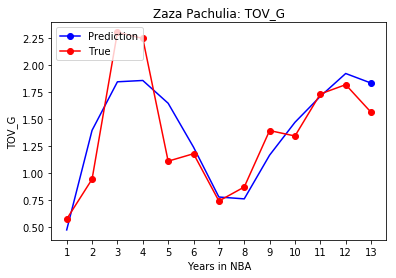 Zaza Pachulia: TOV_G
Prediction
True
TOV_G
2.25
2.00
1.75
1.50
1.25
1.00
0.75
0.50
1 2 3 4 5 6 7 8 9 10 11 12 13
Years in NBA